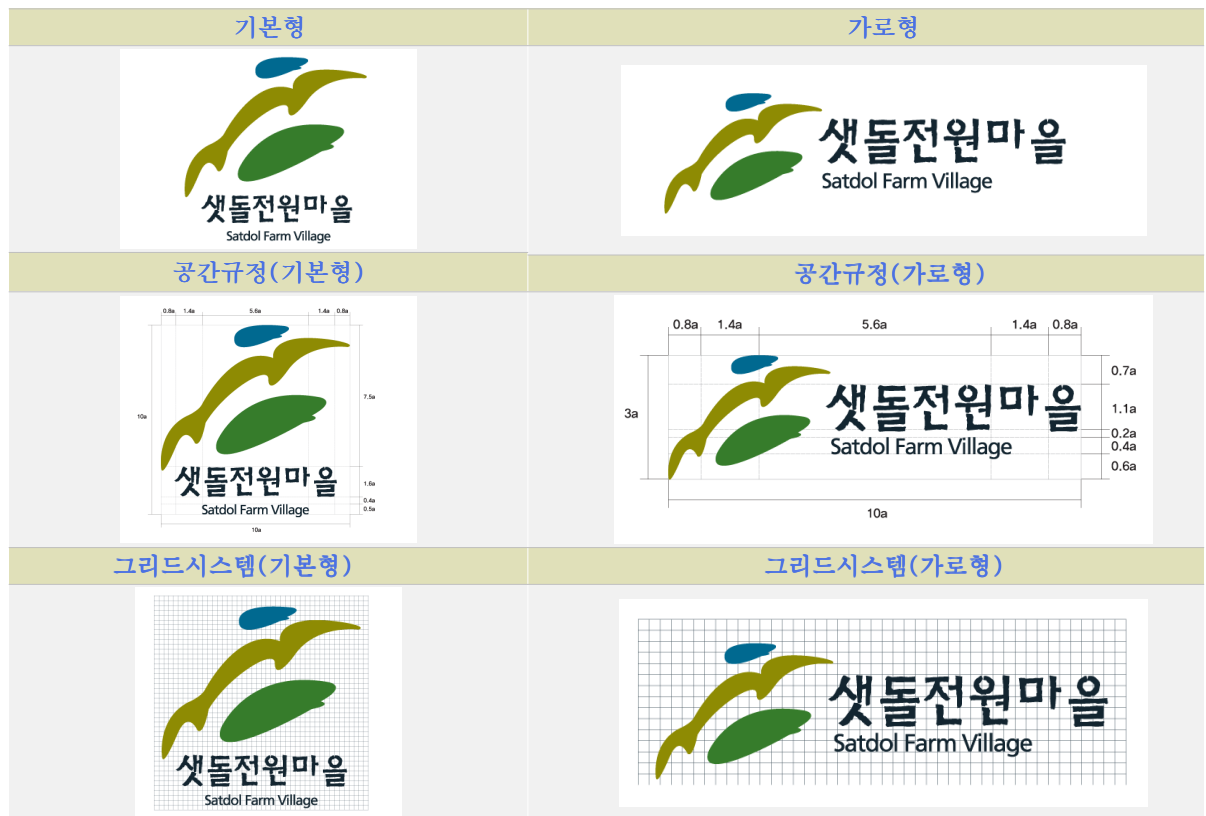 기본형
가로형
샛돌전원마을
Satdol Farm Village
샛돌전원마을
Satdol Farm Village
공간규정(기본형)
공간규정(가로형)
0.8a 1.4a 5.6a 1.4a 0.8a
10a
7.5a
샛돌전원마을
1.6a
0.4a
Satdol Farm Village
0.5a
10a
0.8a 1.4a 5.6a 1.4a 0.8a
0.7a
3a
샛돌전원마을
1.1a
0.2a
Satdol Farm Village
0.4a
0.6a
10a
그리드시스템(기본형)
그리드시스템(가로형)
샛돌전원마을
Satdol Farm Village
샛돌전원마을
Satdol Farm Village